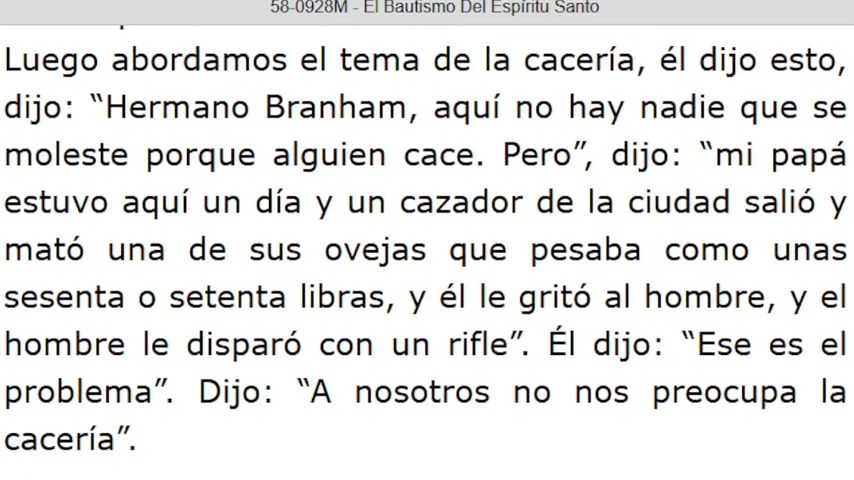 58-0928M - El Bautismo Del Espíritu Santo
Luego abordamos el tema de la cacería, él dijo esto,
dijo: “Hermano Branham, aquí no hay nadie que se
moleste porque alguien cace. Pero”, dijo: “mi papá
estuvo aquí un día y un cazador de la ciudad salió y
mató una de sus ovejas que pesaba como unas
sesenta o setenta libras, y él le gritó al hombre, y el
hombre le disparó con un rifle”. Él dijo: “Ese es el
problema”. Dijo: “A nosotros no nos preocupa la
cacería”.